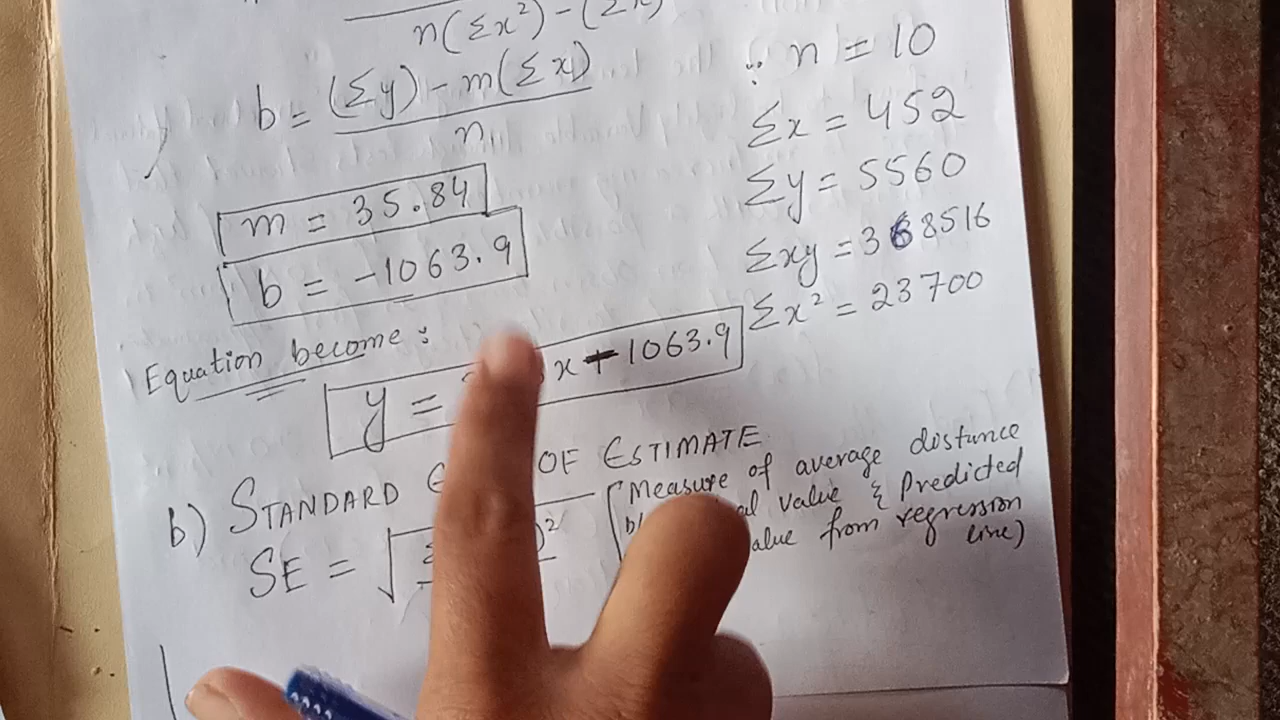 n(Σx²) - (Σx)
b = (Σy) - m(Σx)
n
m = 35.84
b = -1063.9
∴ n = 10
Σx = 452
Σy = 5560
Σxy = 368516
Σx² = 23700
Equation become:
y = x + 1063.9
b) STANDARD OF ESTIMATE
SE = √
(Measure of average distance
value & Predicted
value from regression
line)